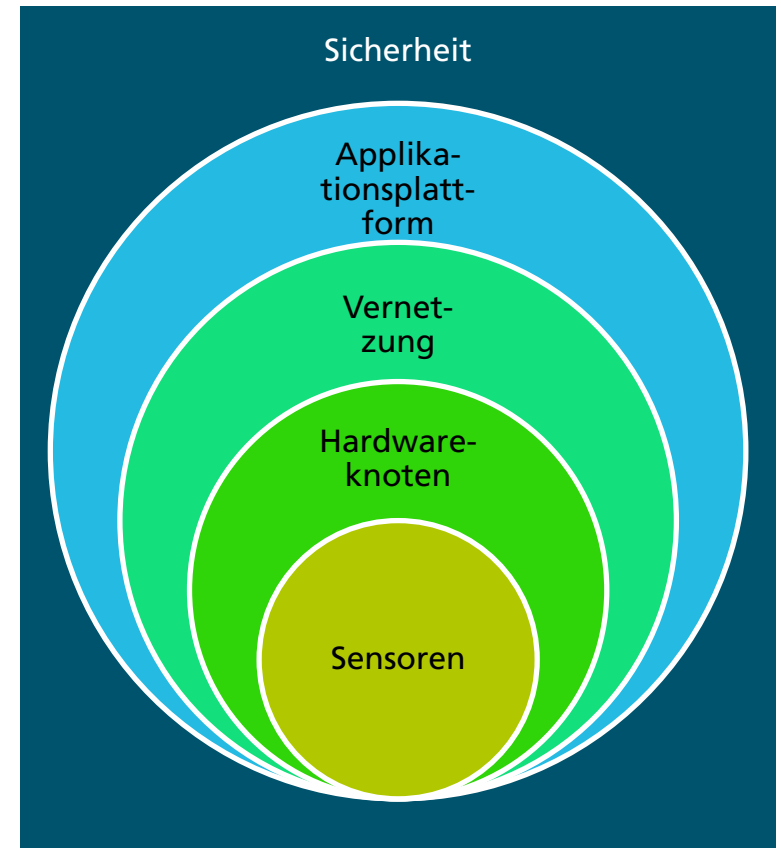 Sicherheit
Applika-
tionsplatt-
form
Vernet-
zung
Hardware-
knoten
Sensoren